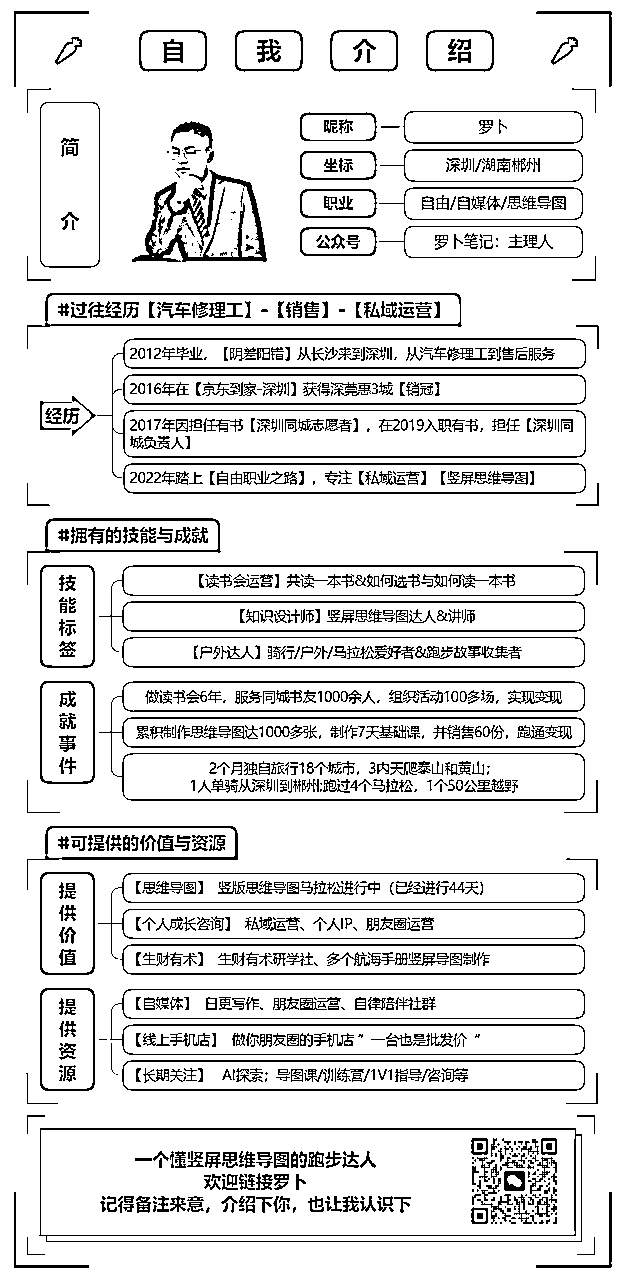 自我介绍
简介
昵称 罗卜
坐标 深圳/湖南郴州
职业 自由/自媒体/思维导图
公众号 罗卜笔记：主理人
#过往经历【汽车修理工】-【销售】-【私域运营】
经历
2012年毕业，【阴差阳错】从长沙来到深圳，从汽车修理工到售后服务
2016年在【京东到家-深圳】获得深莞惠3城【销冠】
2017年因担任有书【深圳同城志愿者】，在2019入职有书，担任【深圳同
城负责人】
2022年踏上【自由职业之路】，专注【私域运营】【竖屏思维导图】
#拥有的技能与成就
技能标签
【读书会运营】共读一本书&如何选书与如何读一本书
【知识设计师】竖屏思维导图达人&讲师
【户外达人】骑行/户外/马拉松爱好者&跑步故事收集者
成就事件
做读书会6年，服务同城书友1000余人，组织活动100多场，实现变现
累积制作思维导图达1000多张，制作7天基础课，并销售60份，跑通变现
2个月独自旅行18个城市，3内天爬泰山和黄山；
1人单骑从深圳到郴州;跑过4个马拉松，1个50公里越野
#可提供的价值与资源
提供价值
【思维导图】 竖版思维导图马拉松进行中（已经进行44天）
【个人成长咨询】 私域运营、个人IP、朋友圈运营
【生财有术】 生财有术研学社、多个航海手册竖屏导图制作
提供资源
【自媒体】 日更写作、朋友圈运营、自律陪伴社群
【线上手机店】 做你朋友圈的手机店 ” 一台也是批发价 “
【长期关注】 AI探索；导图课/训练营/1V1指导/咨询等
一个懂竖屏思维导图的跑步达人
欢迎链接罗卜
记得备注来意，介绍下你，也让我认识下